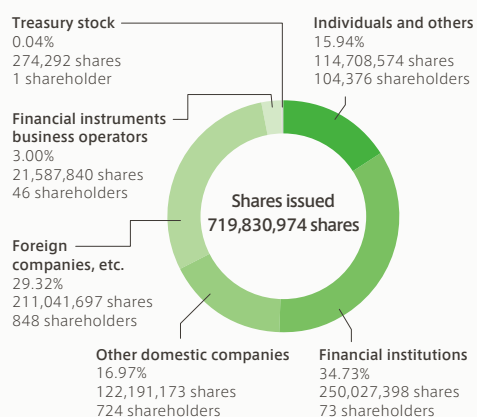 Treasury stock
0.04%
274,292 shares
1 shareholder
Individuals and others
15.94%
114,708,574 shares
104,376 shareholders
Financial instruments
business operators
3.00%
21,587,840 shares
46 shareholders
Shares issued
719,830,974 shares
Foreign
companies, etc.
29.32%
211,041,697 shares
848 shareholders
Other domestic companies
16.97%
122,191,173 shares
724 shareholders
Financial institutions
34.73%
250,027,398 shares
73 shareholders